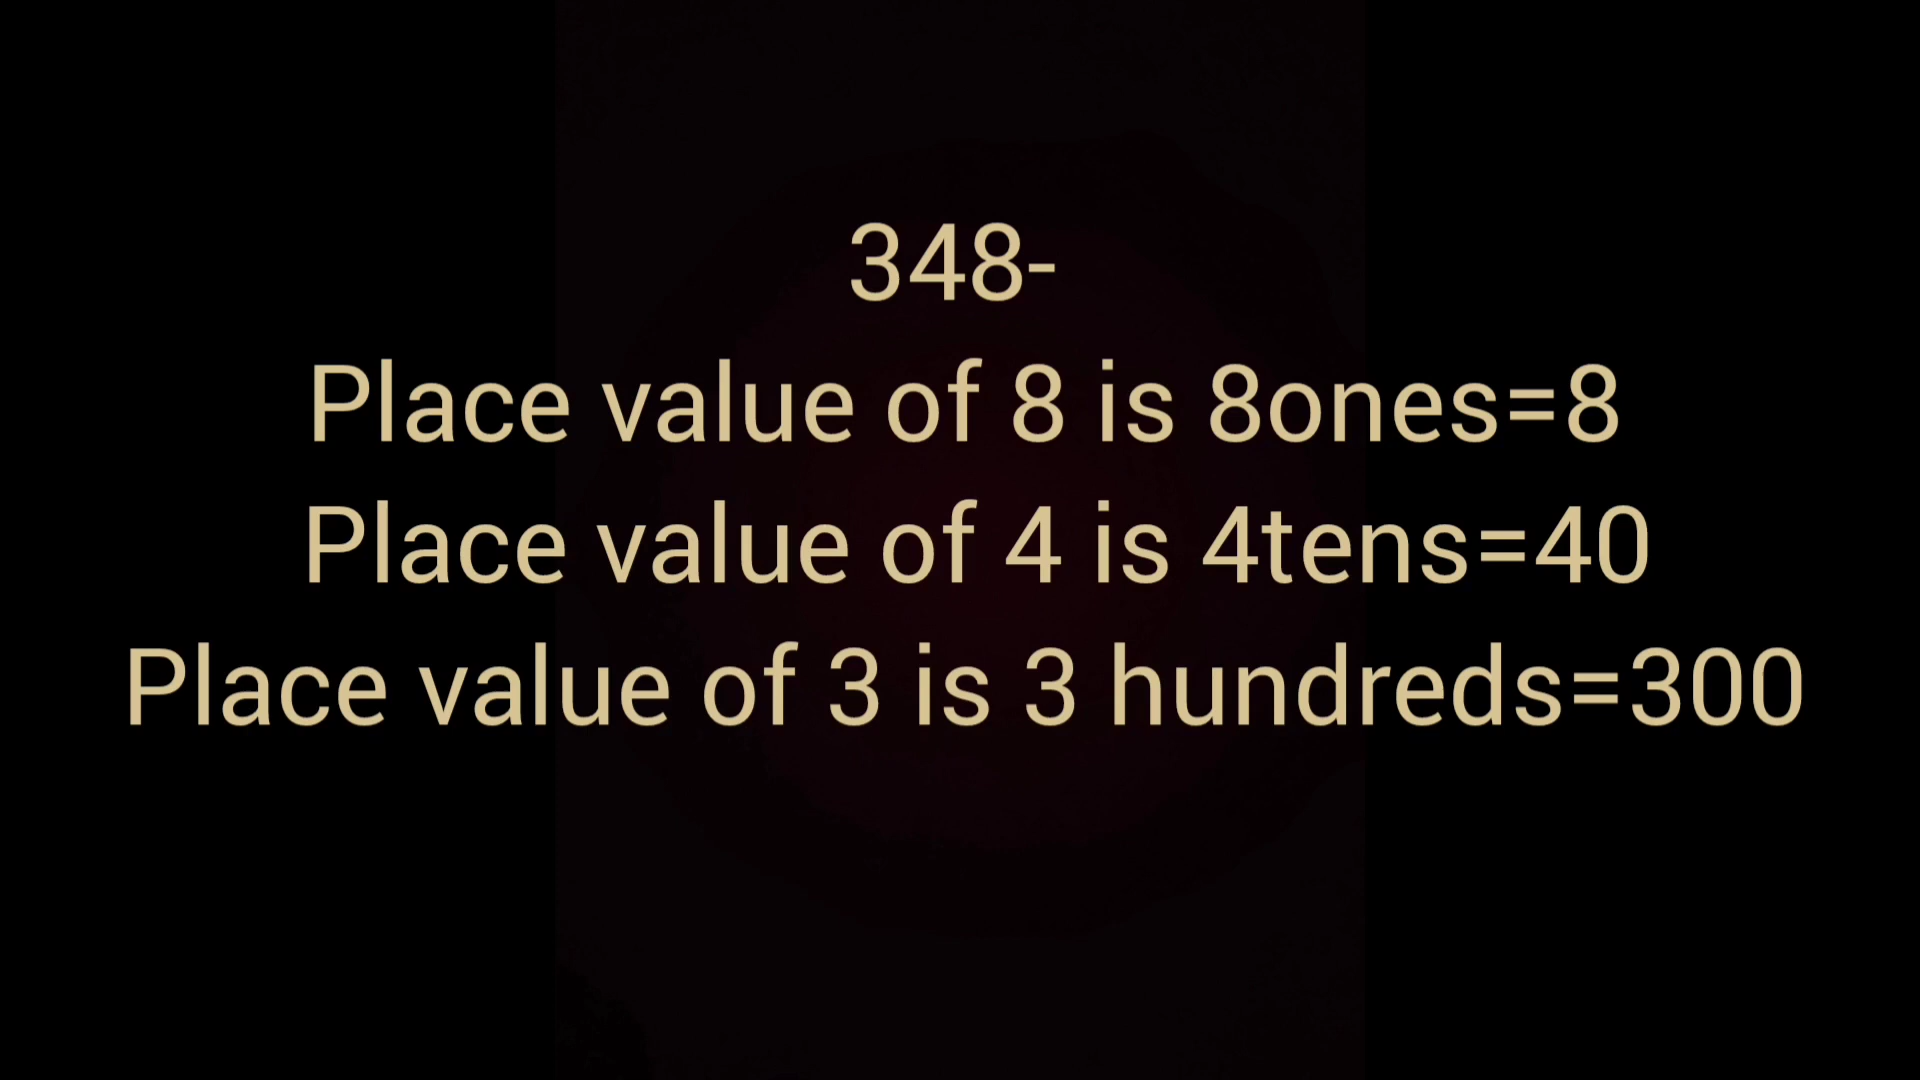 348-
Place value of 8 is 8ones=8
Place value of 4 is 4tens=40
Place value of 3 is 3 hundreds=300